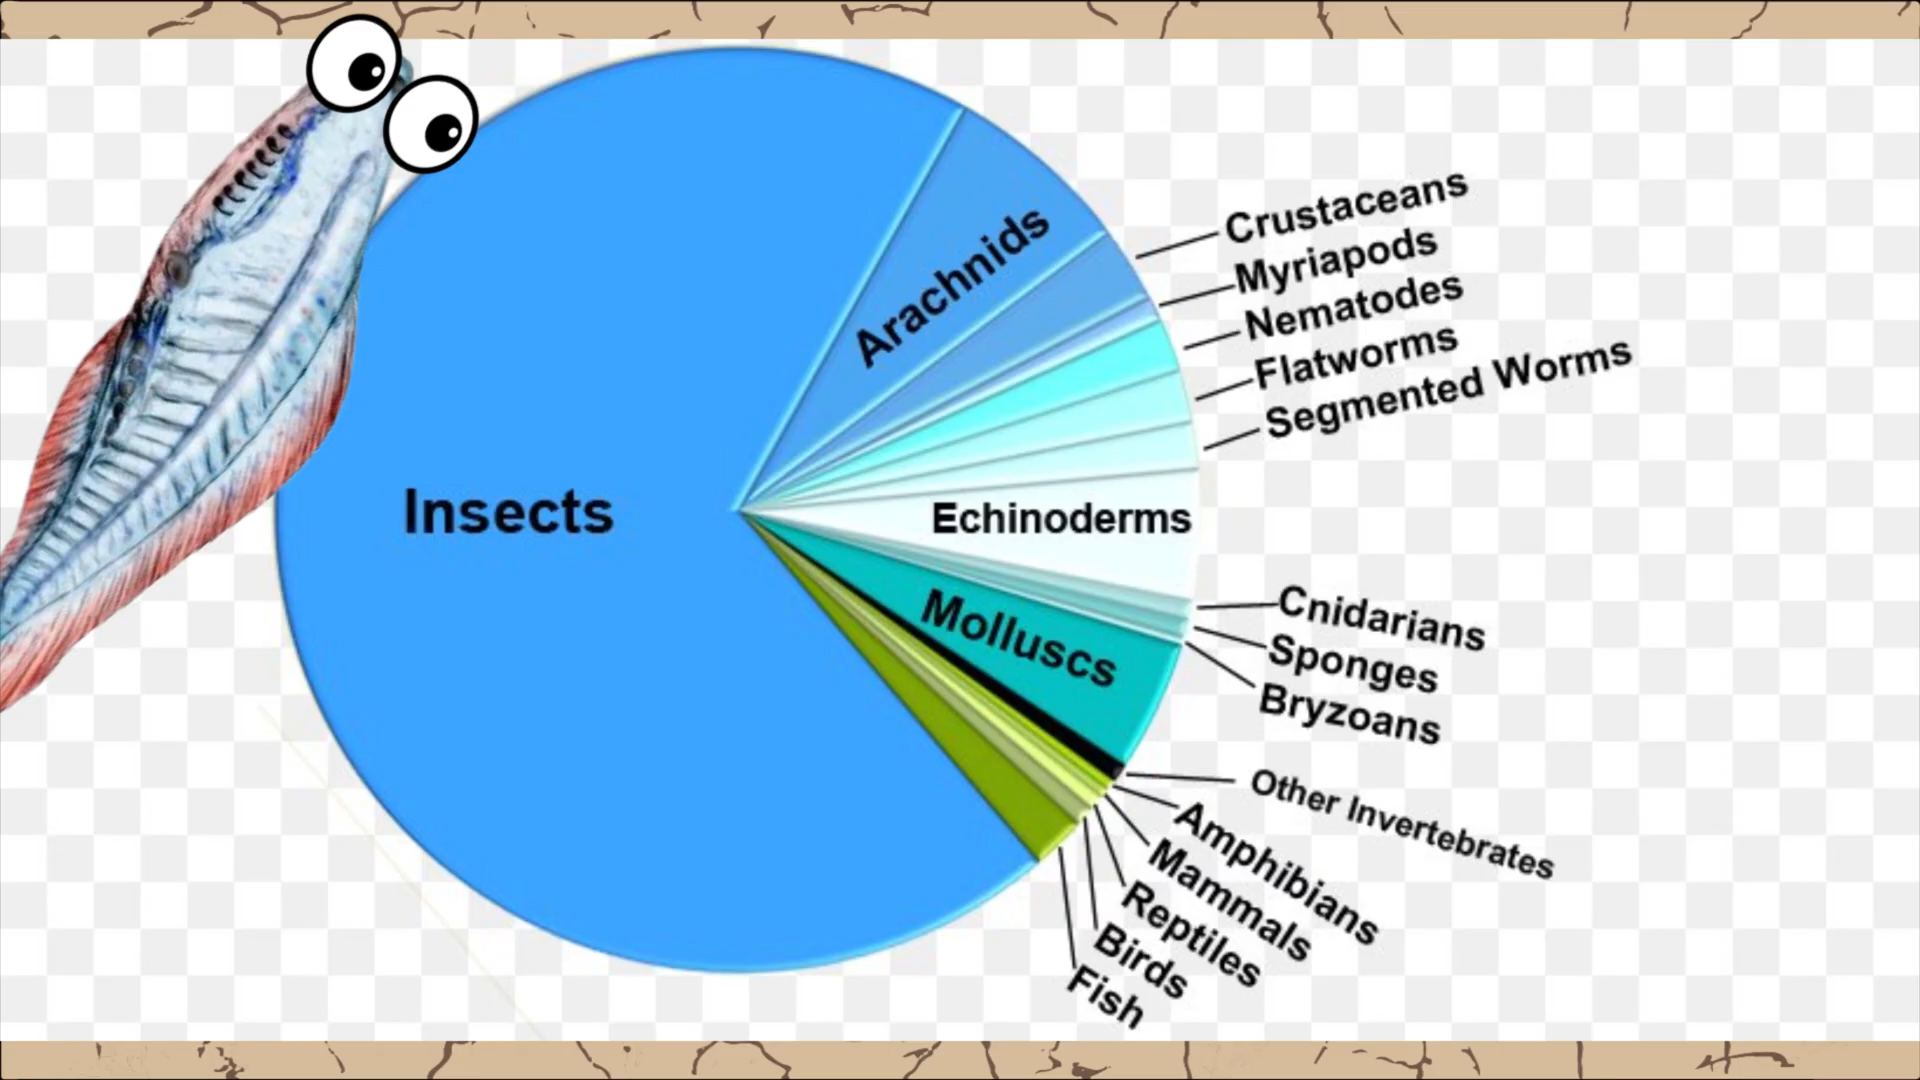 Insects
Arachnids
Crustaceans
Myriapods
Nematodes
Flatworms
Segmented Worms
Echinoderms
Cnidarians
Sponges
Bryzoans
Molluscs
Other Invertebrates
Amphibians
Mammals
Reptiles
Birds
Fish